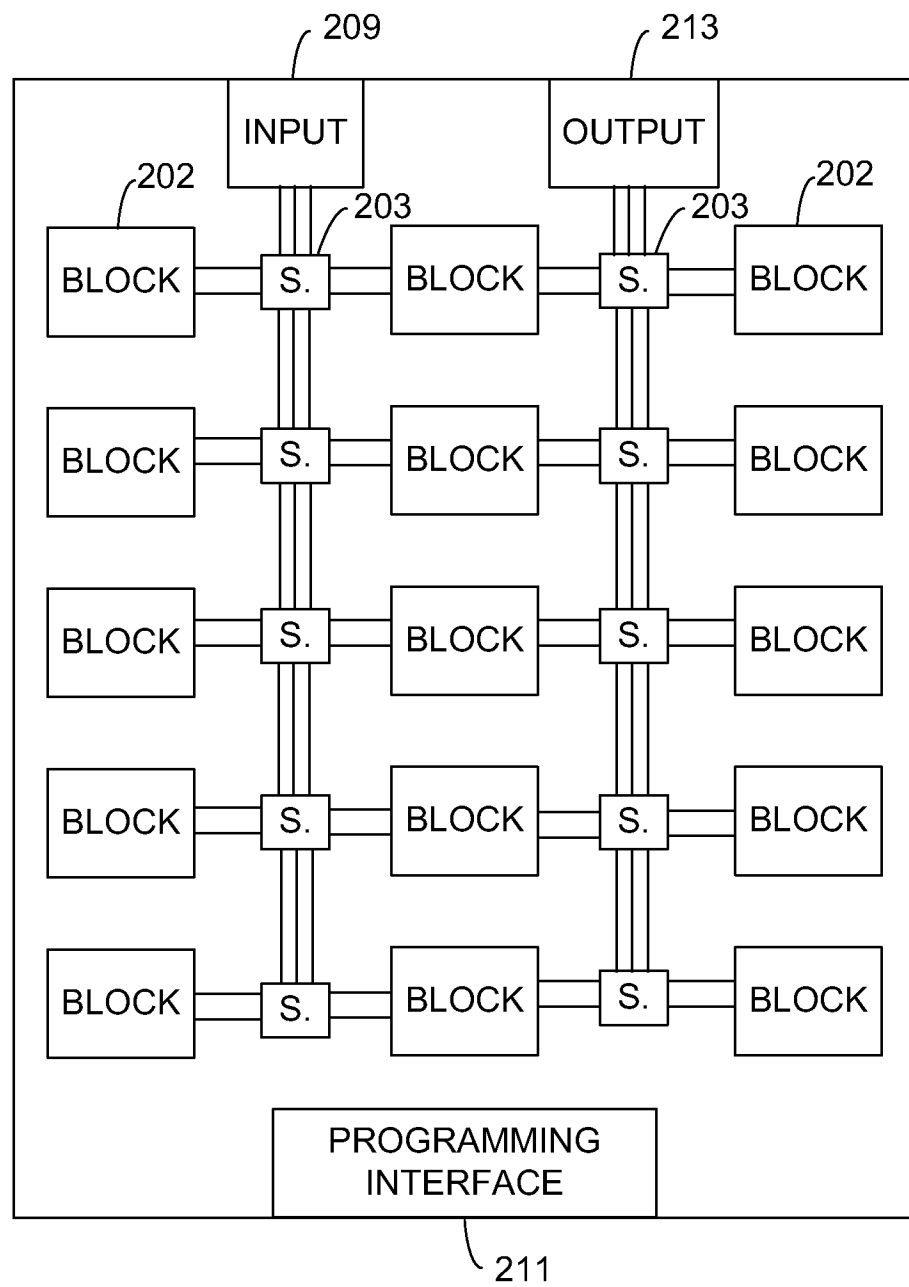 209
213
INPUT
OUTPUT
202
203
203
202
BLOCK
S.
BLOCK
S.
BLOCK
BLOCK
S.
BLOCK
S.
BLOCK
BLOCK
S.
BLOCK
S.
BLOCK
BLOCK
S.
BLOCK
S.
BLOCK
BLOCK
S.
BLOCK
S.
BLOCK
PROGRAMMING
INTERFACE
211